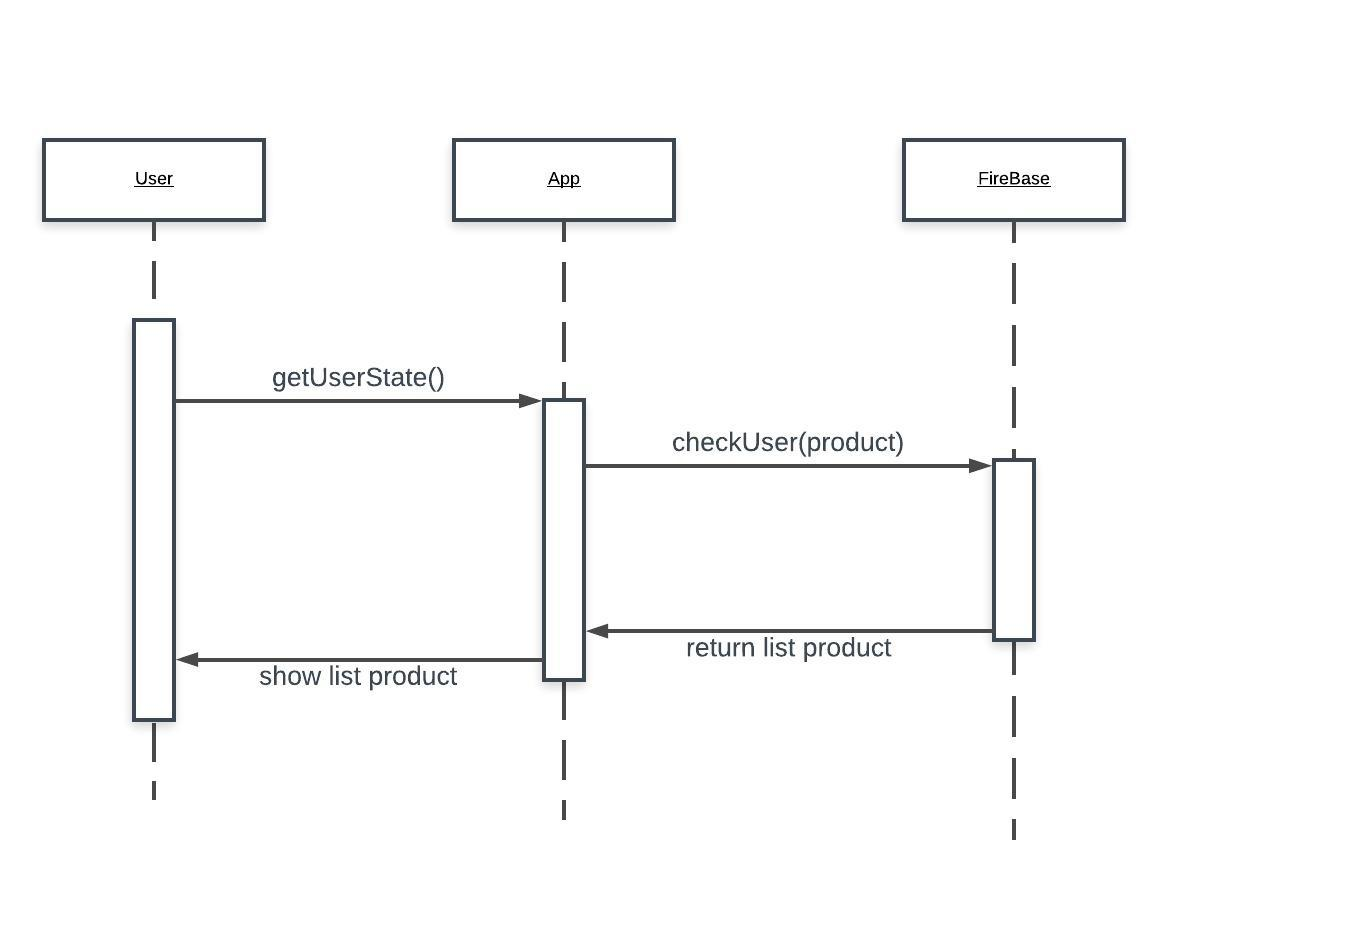 User
App
FireBase
getUserState()
checkUser(product)
return list product
show list product